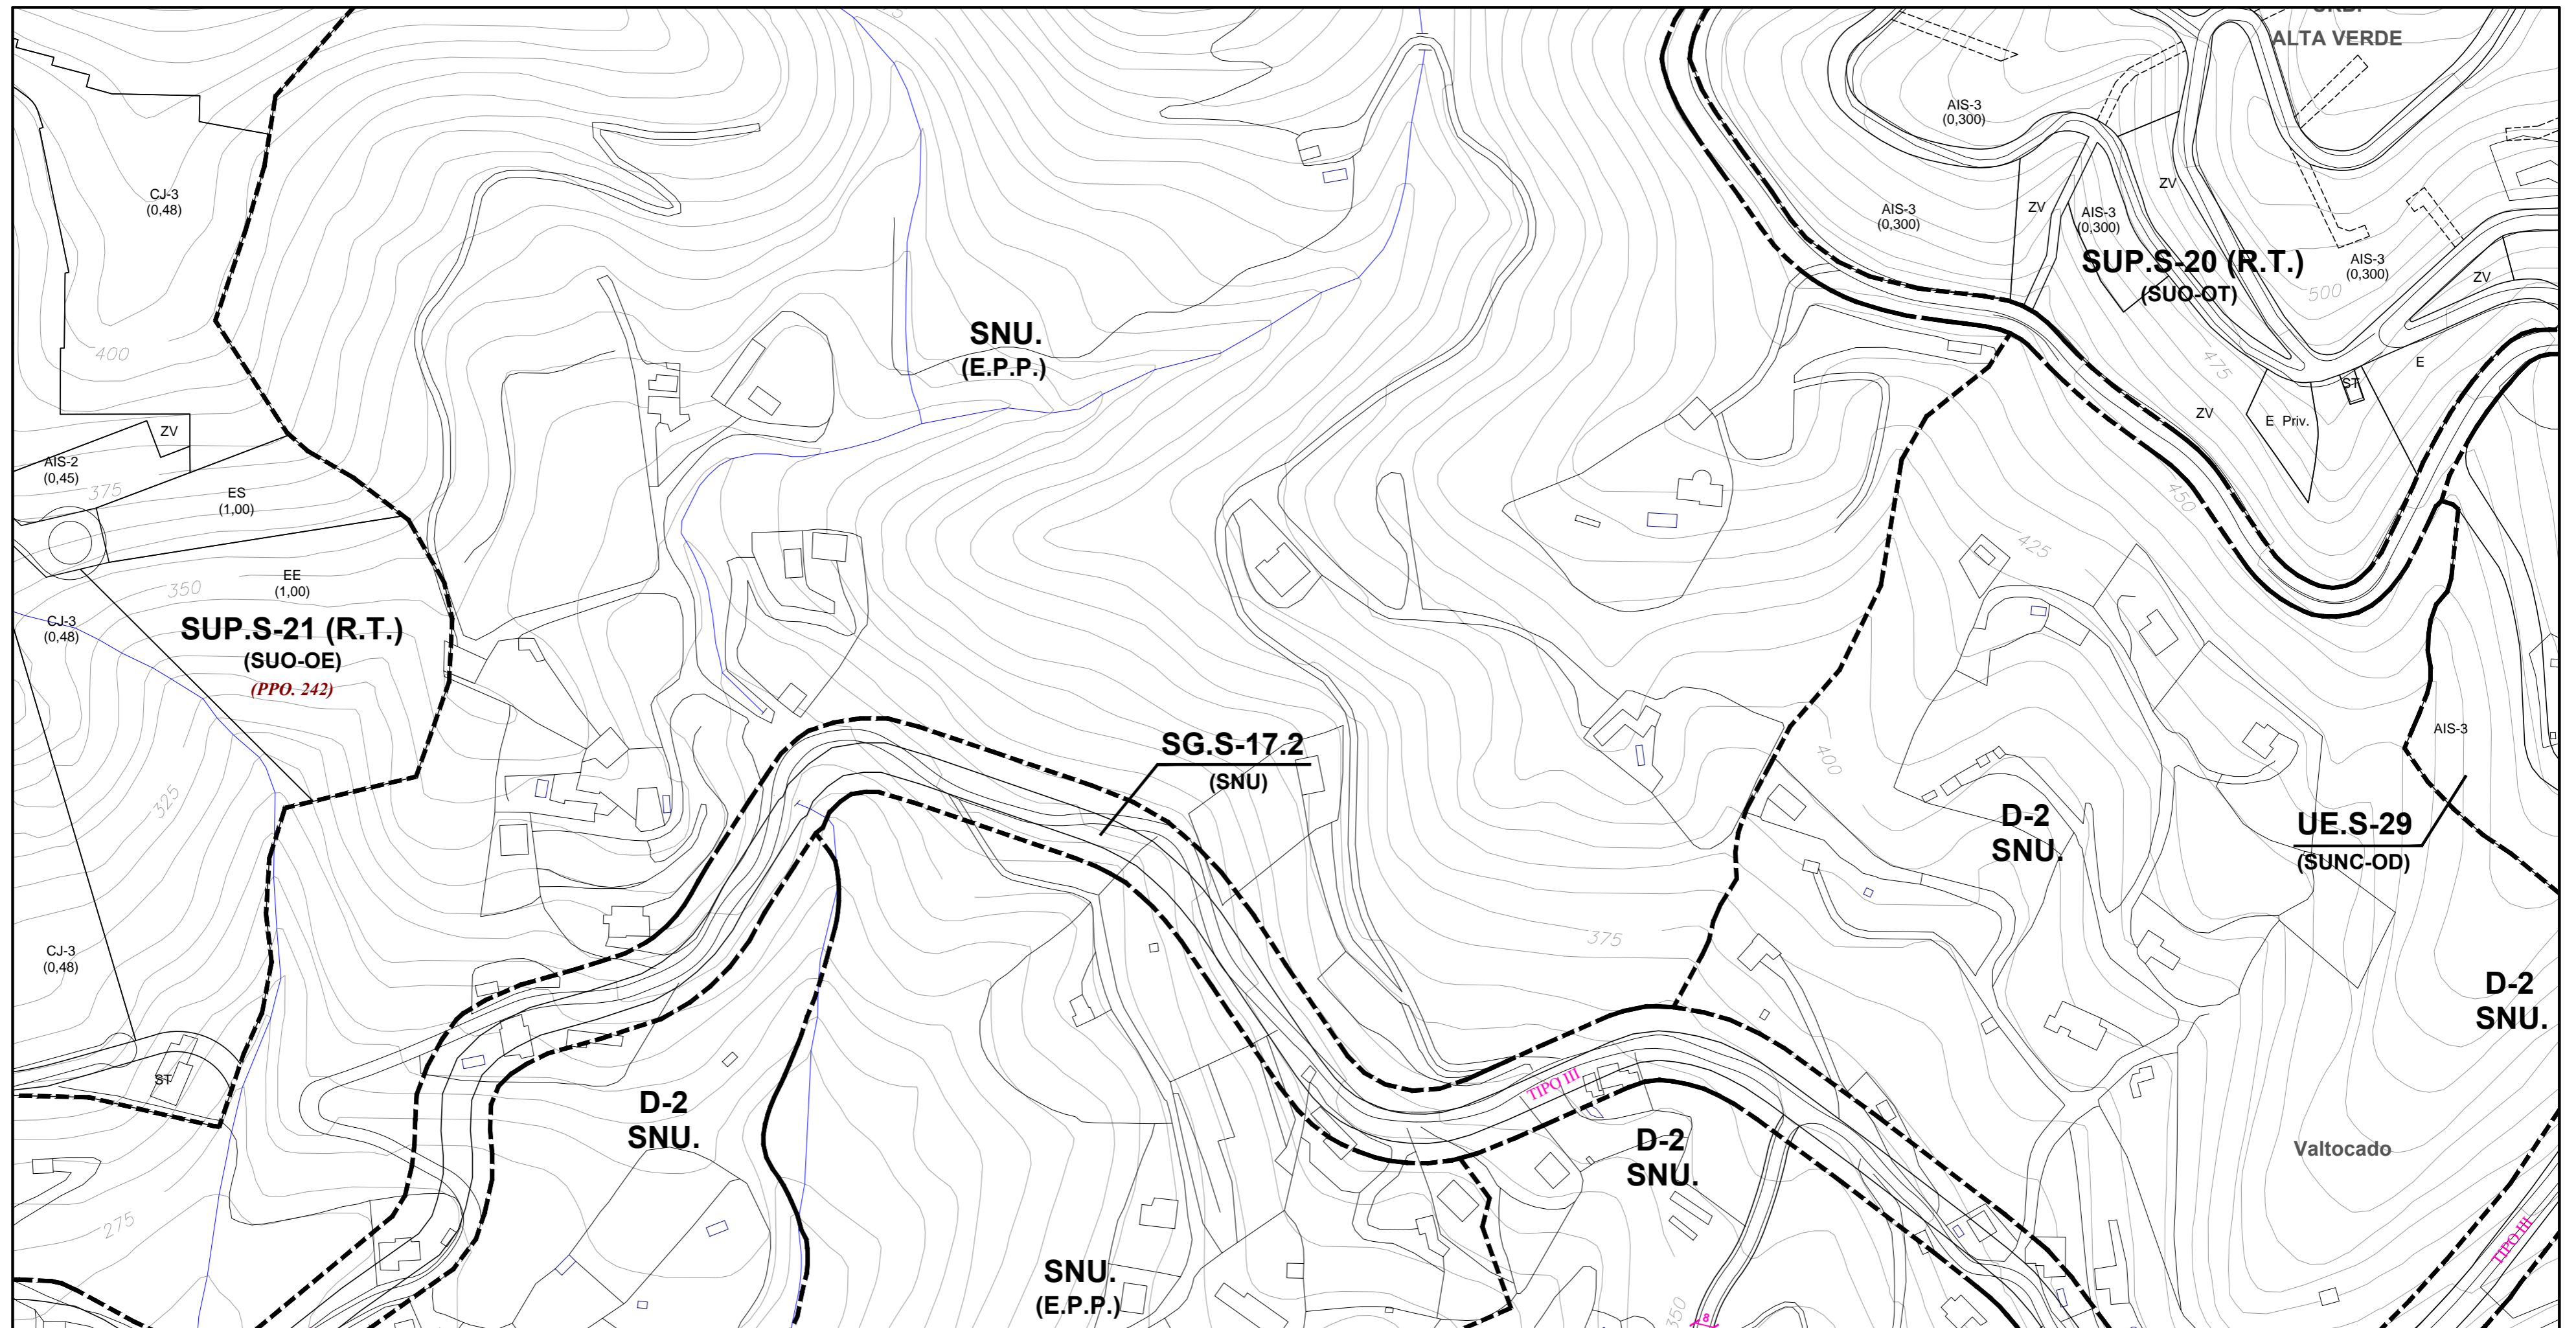 ALTA VERDE
AIS-3
(0,300)
CJ-3
(0,48)
ZV
AIS-3
(0,300)
ZV
AIS-3
(0,300)
SUP.S-20 (R.T.)
(SUO-OT)
AIS-3
(0,300)
ZV
500
SNU.
(E.P.P.)
400
475
ST
E
ZV
E Priv.
ZV
AIS-2
(0,45)
375
ES
(1,00)
450
425
EE
(1,00)
350
CJ-3
(0,48)
SUP.S-21 (R.T.)
(SUO-OE)
(PPO. 242)
SG.S-17.2
(SNU)
AIS-3
400
325
D-2
SNU.
UE.S-29
(SUNC-OD)
375
CJ-3
(0,48)
D-2
SNU.
ST
TIPO III
D-2
SNU.
D-2
SNU.
Valtocado
275
TIPO III
SNU.
(E.P.P.)
350
8